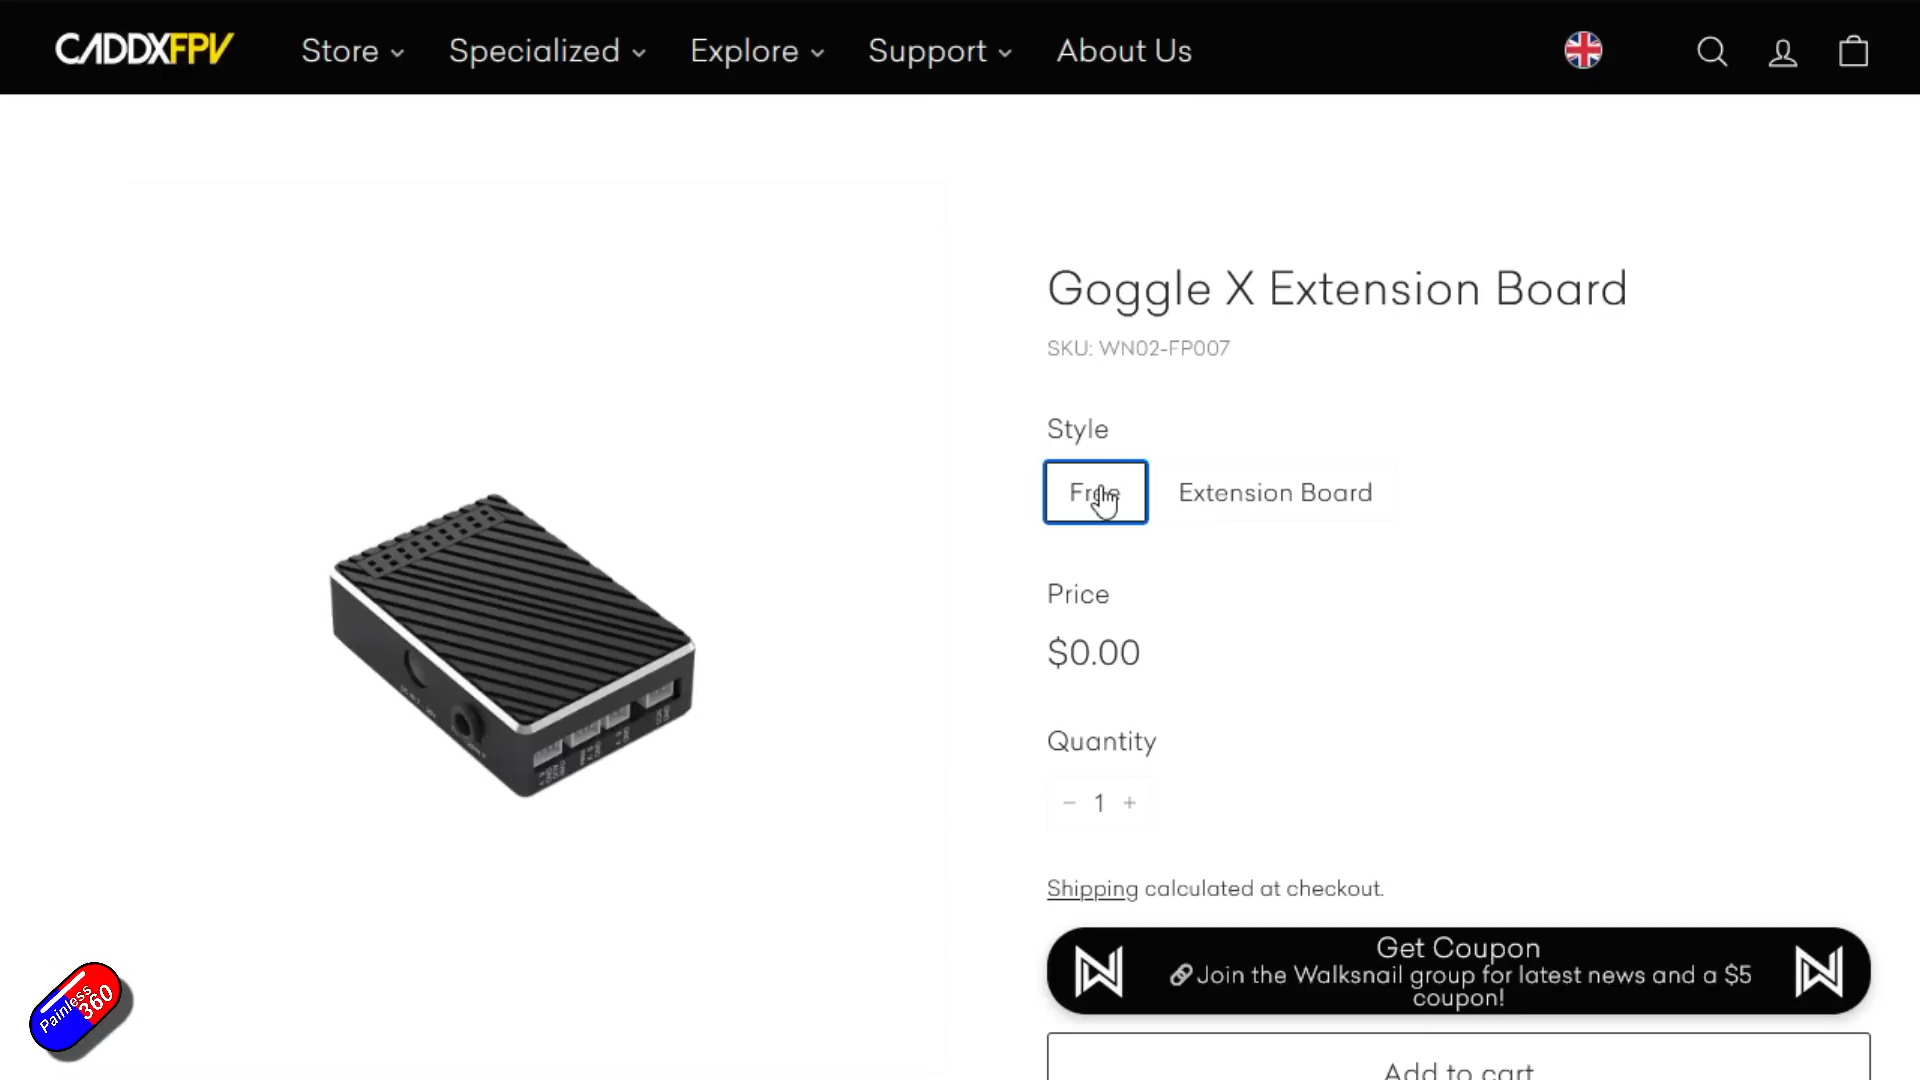 CADDXFPV
Store Specialized Explore Support About Us
Goggle X Extension Board
SKU: WN02-FP007
Style
Free Extension Board
Price
$0.00
Quantity
− 1 +
Shipping calculated at checkout.
Get Coupon
Join the Walksnail group for latest news and a $5
coupon!
Add to cart
Painless
360